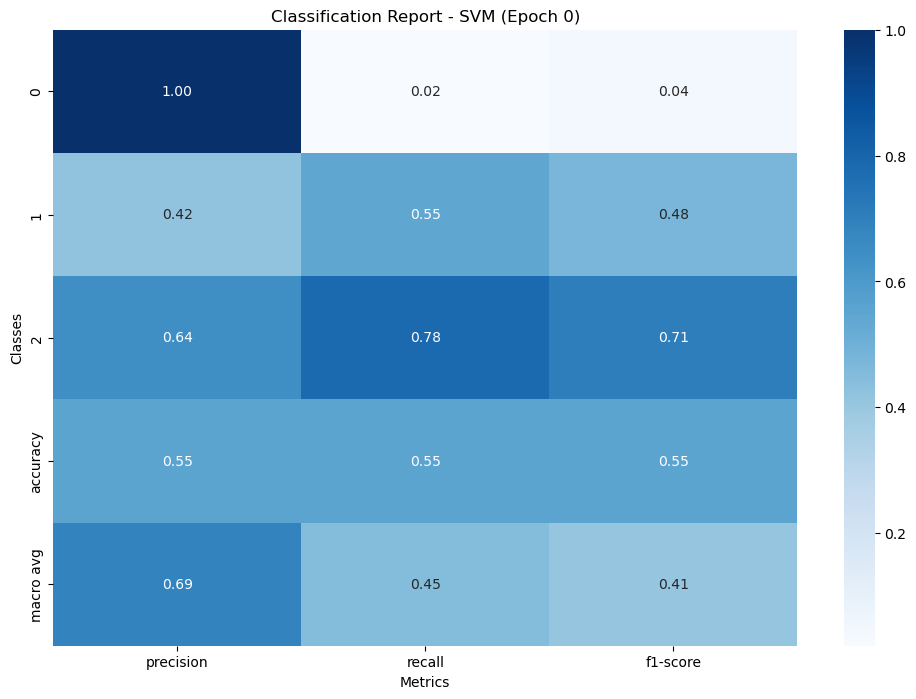 Classification Report - SVM (Epoch 0)
0 1.00 0.02 0.04
1 0.42 0.55 0.48
2 0.64 0.78 0.71
accuracy 0.55 0.55 0.55
macro avg 0.69 0.45 0.41
precision recall f1-score
Metrics
Classes
1.0
0.8
0.6
0.4
0.2